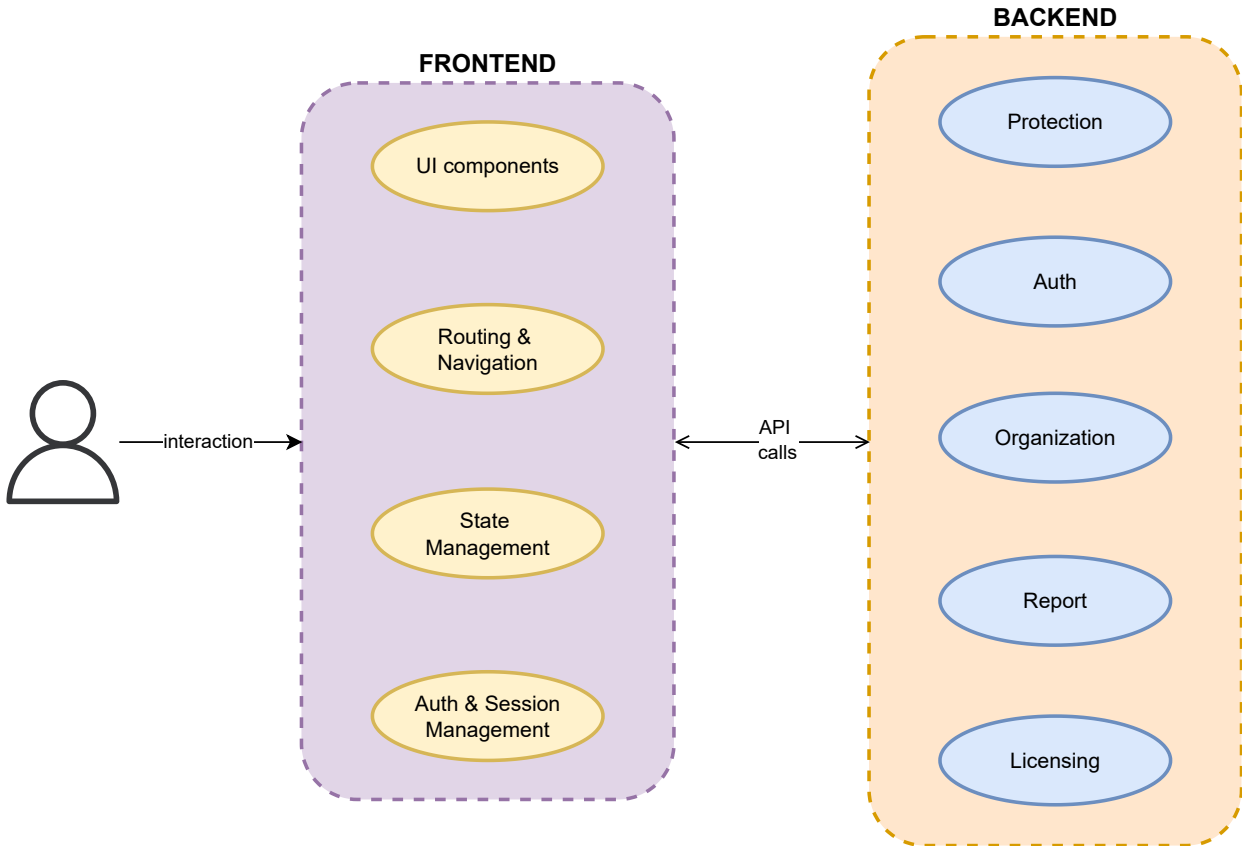 BACKEND
FRONTEND
UI components
Routing &
Navigation
State
Management
Auth & Session
Management
interaction
API
calls
Protection
Auth
Organization
Report
Licensing